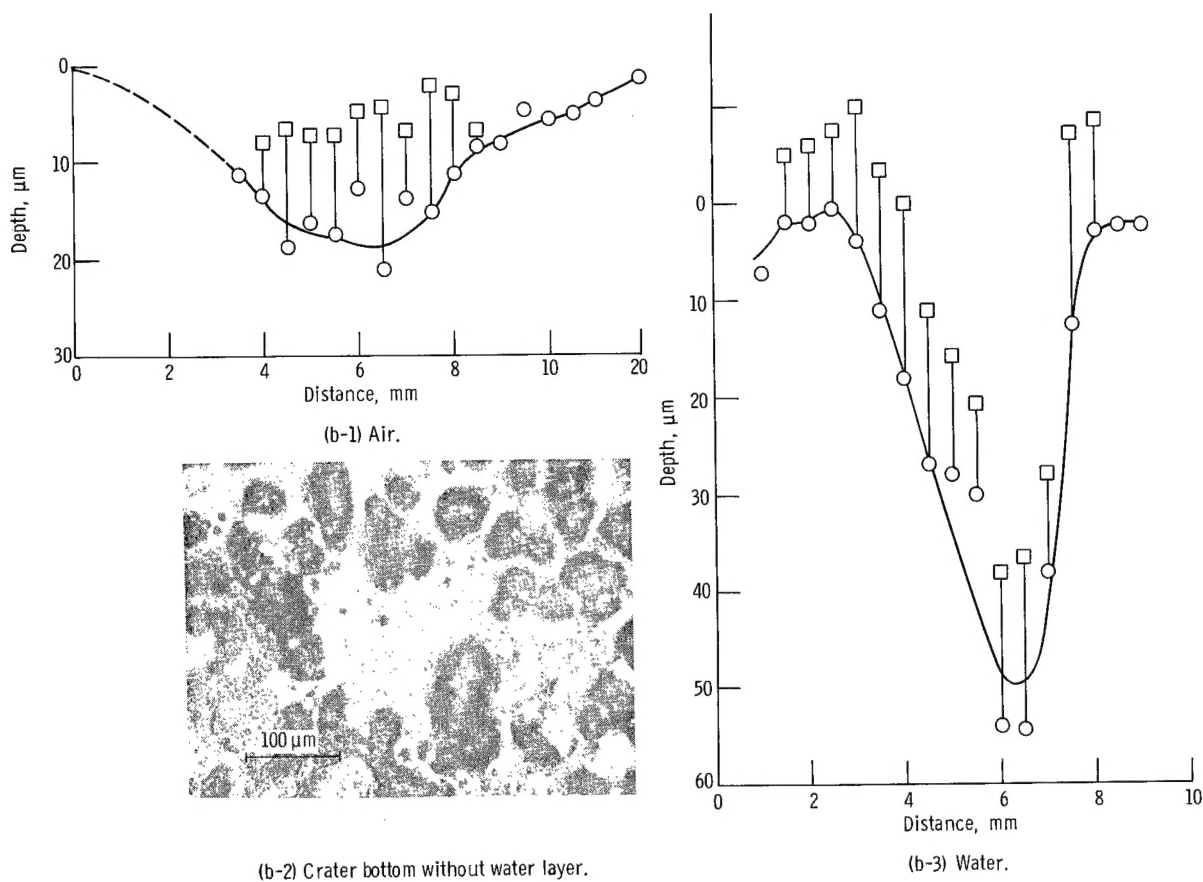 0
10
20
30
Depth, µm
0 2 4 6 8 10 20
Distance, mm
(b-1) Air.
100 µm
(b-2) Crater bottom without water layer.
0
10
20
30
40
50
60
Depth, µm
0 2 4 6 8 10
Distance, mm
(b-3) Water.